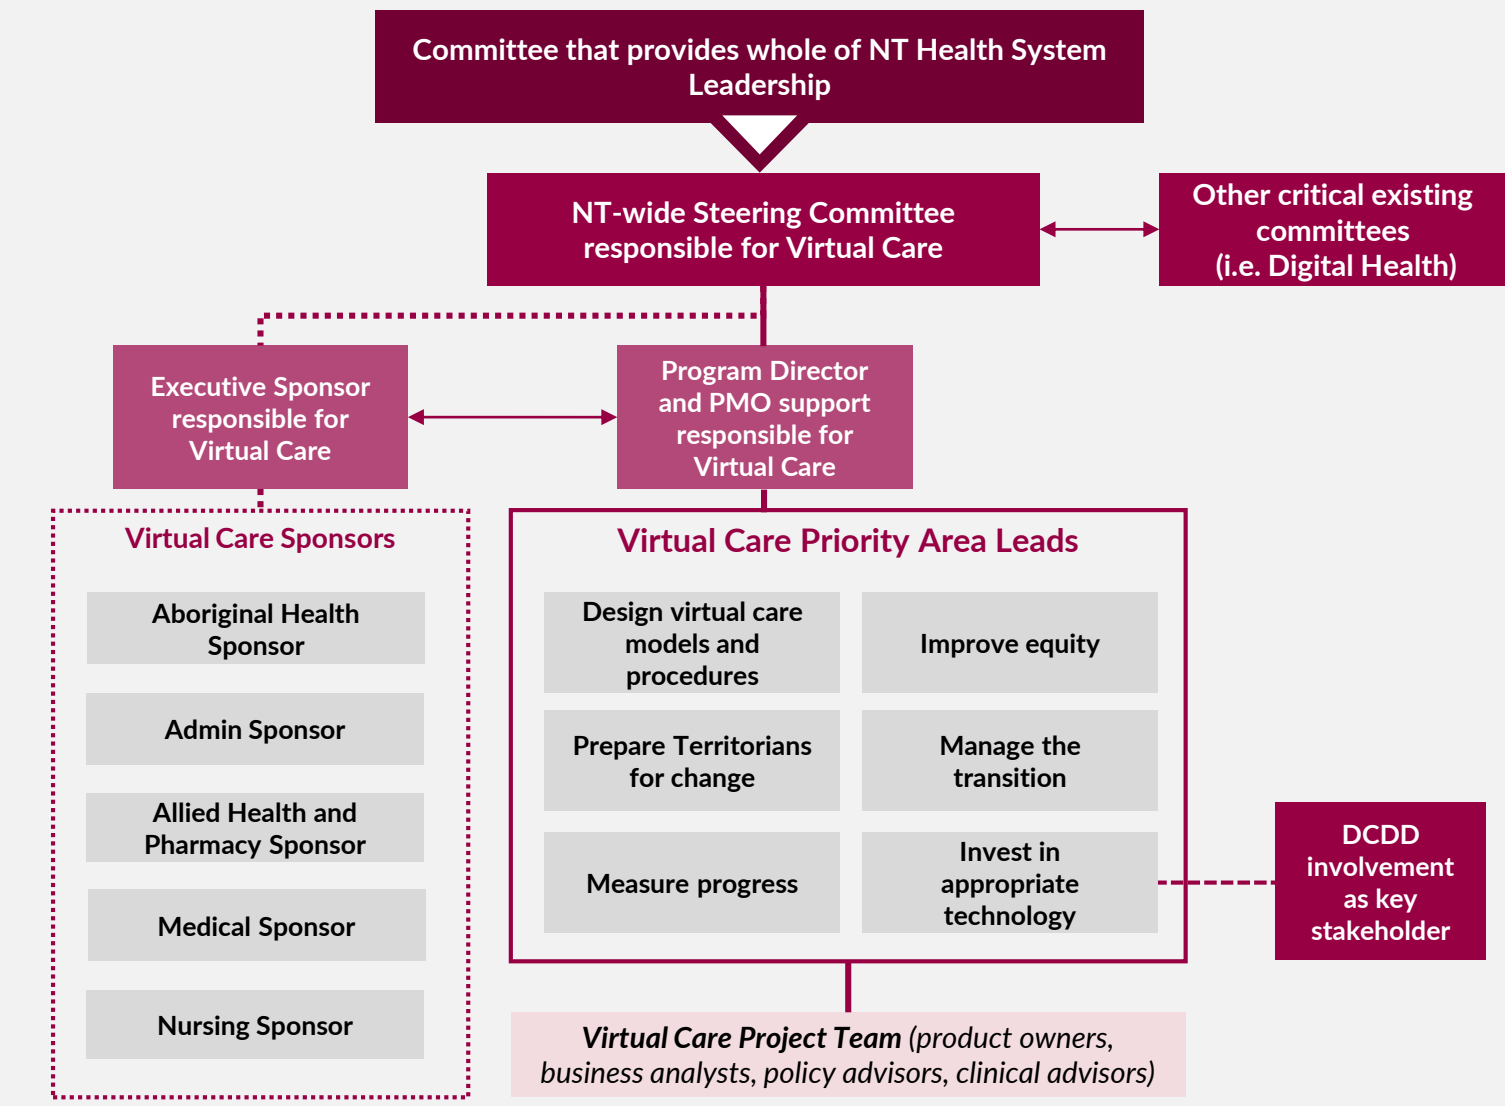 Committee that provides whole of NT Health System
Leadership
NT-wide Steering Committee
responsible for Virtual Care
Other critical existing
committees
(i.e. Digital Health)
Executive Sponsor
responsible for
Virtual Care
Program Director
and PMO support
responsible for
Virtual Care
Virtual Care Sponsors
Aboriginal Health
Sponsor
Admin Sponsor
Allied Health and
Pharmacy Sponsor
Medical Sponsor
Nursing Sponsor
Virtual Care Priority Area Leads
Design virtual care
models and
procedures
Improve equity
Prepare Territorians
for change
Manage the
transition
Measure progress
Invest in
appropriate
technology
DCDD
involvement
as key
stakeholder
Virtual Care Project Team (product owners,
business analysts, policy advisors, clinical advisors)